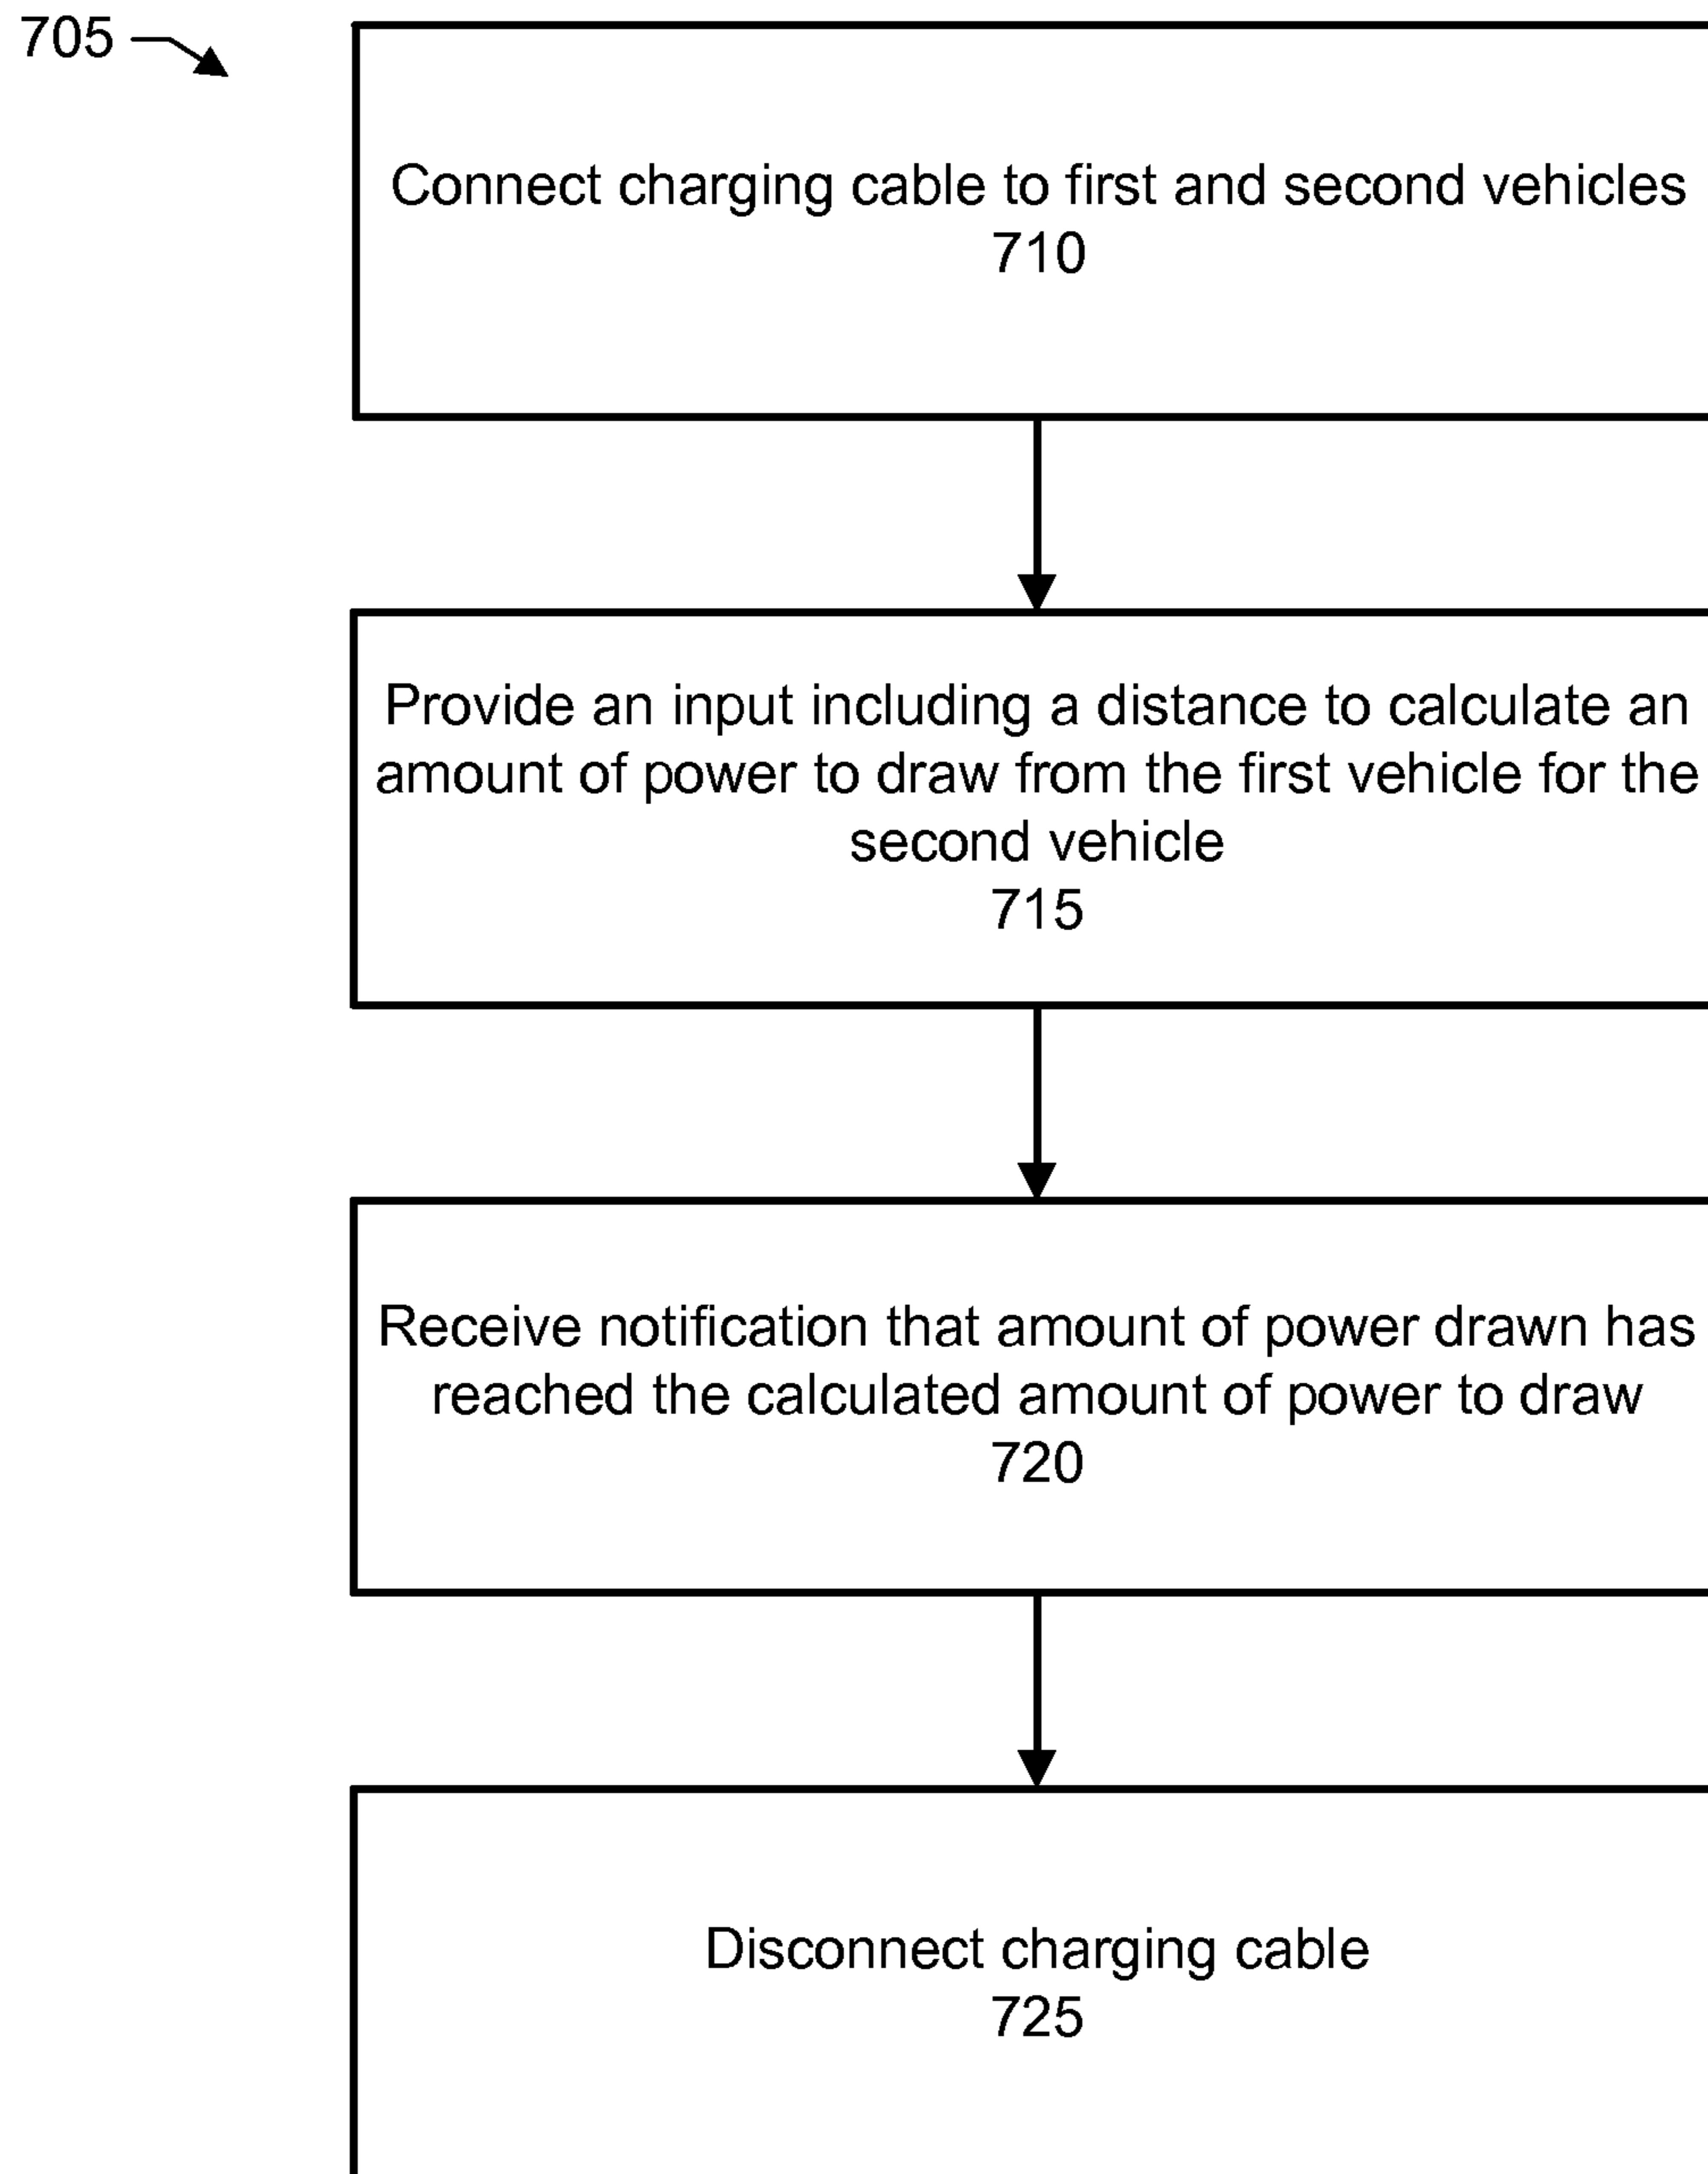 705
Connect charging cable to first and second vehicles
710
Provide an input including a distance to calculate an
amount of power to draw from the first vehicle for the
second vehicle
715
Receive notification that amount of power drawn has
reached the calculated amount of power to draw
720
Disconnect charging cable
725